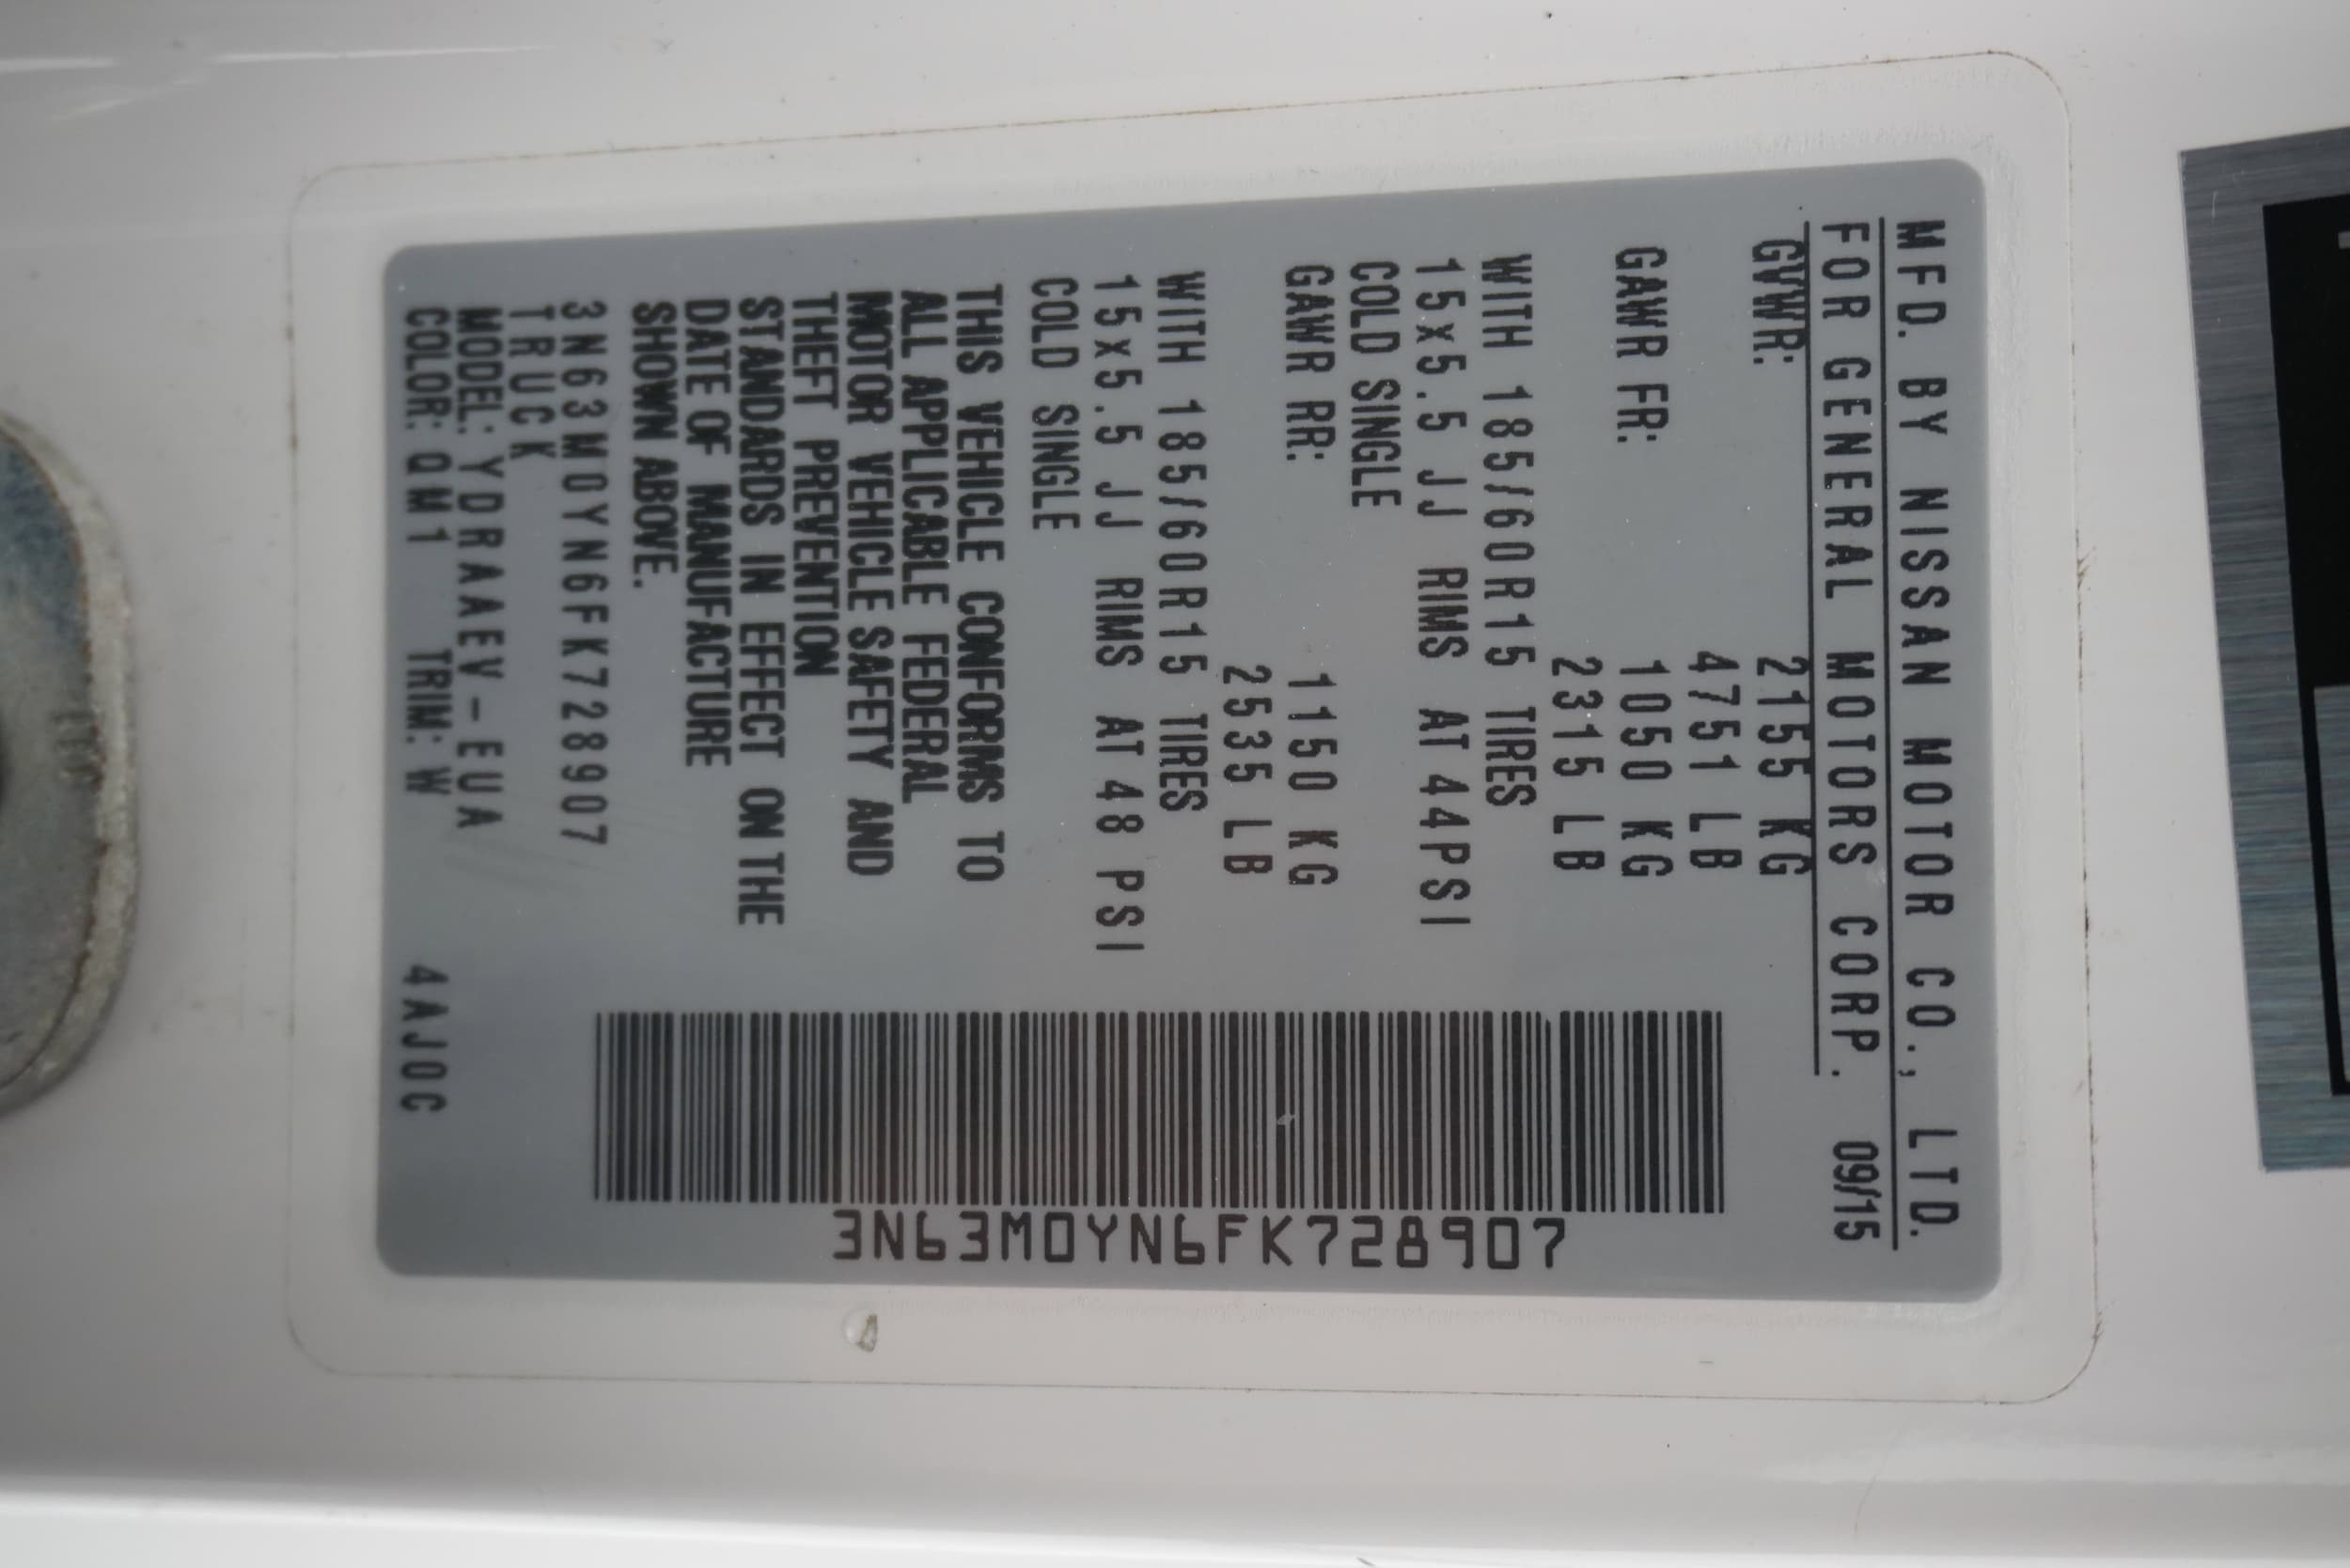 MFD. BY NISSAN MOTOR CO., LTD.
FOR GENERAL MOTORS CORP. 09/15
GVWR: 2155 KG
4751 LB
GAWR FR: 1050 KG
2315 LB
WITH 185/60R15 TIRES
15x5.5 JJ RIMS AT 44PSI
COLD SINGLE
GAWR RR: 1150 KG
2535 LB
WITH 185/60R15 TIRES
15x5.5 JJ RIMS AT 48 PSI
COLD SINGLE
THIS VEHICLE CONFORMS TO
ALL APPLICABLE FEDERAL
MOTOR VEHICLE SAFETY AND
THEFT PREVENTION
STANDARDS IN EFFECT ON THE
DATE OF MANUFACTURE
SHOWN ABOVE.
3N63M0YN6FK728907
TRUCK
MODEL: YDRAAEV-EUA
COLOR: QM1 TRIM: W 4AJ0C
3N63M0YN6FK728907